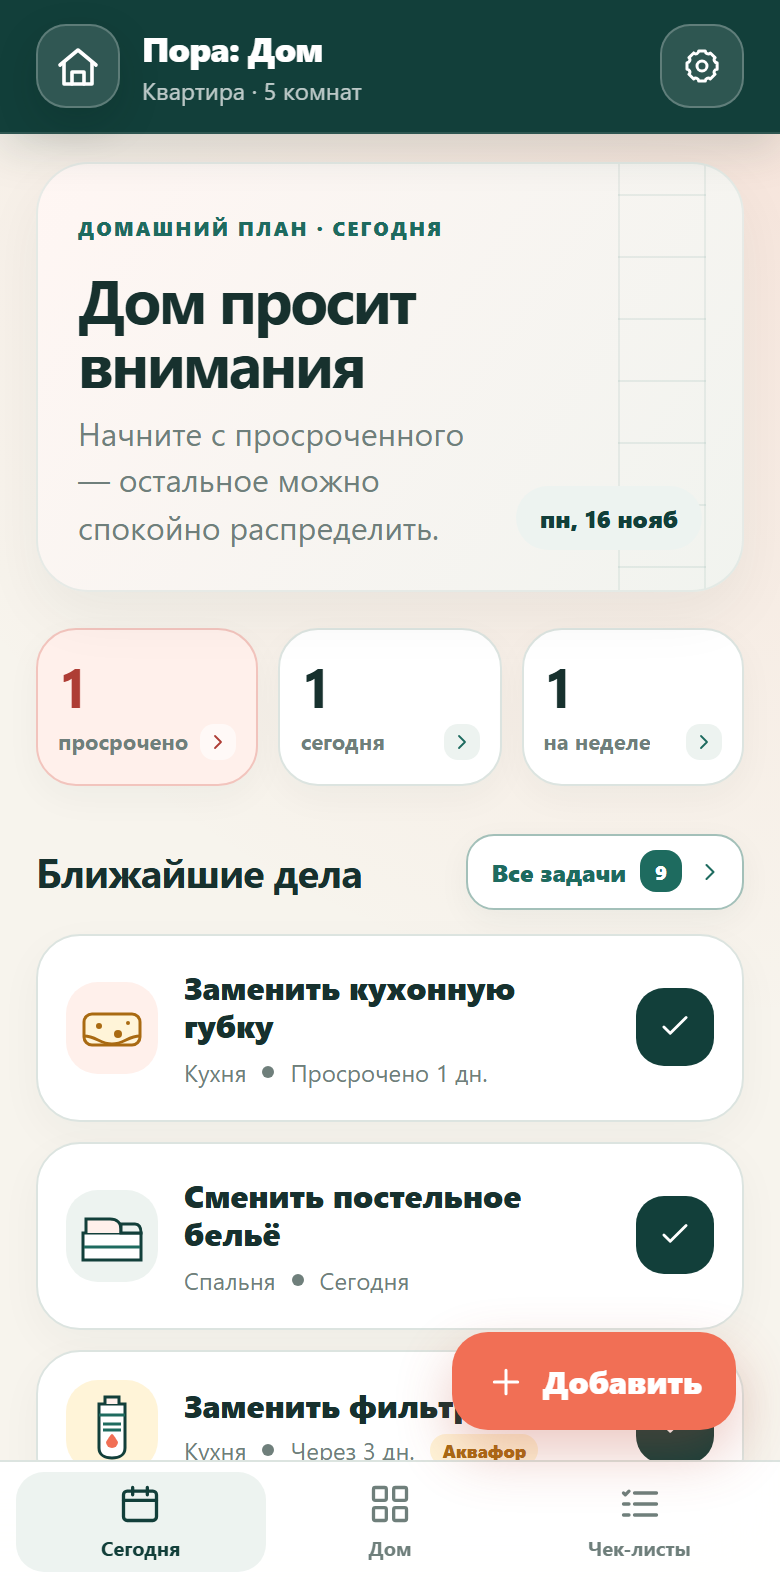 Пора: Дом
Квартира · 5 комнат
ДОМАШНИЙ ПЛАН · СЕГОДНЯ
Дом просит
внимания
Начните с просроченного
— остальное можно
спокойно распределить.
пн, 16 нояб
1
просрочено
1
сегодня
1
на неделе
Ближайшие дела
Все задачи 9
Заменить кухонную
губку
Кухня • Просрочено 1 дн.
Сменить постельное
бельё
Спальня • Сегодня
Заменить
Кухня • Через 3 дн. Аквафор
+ Добавить
Сегодня
Дом
Чек-листы